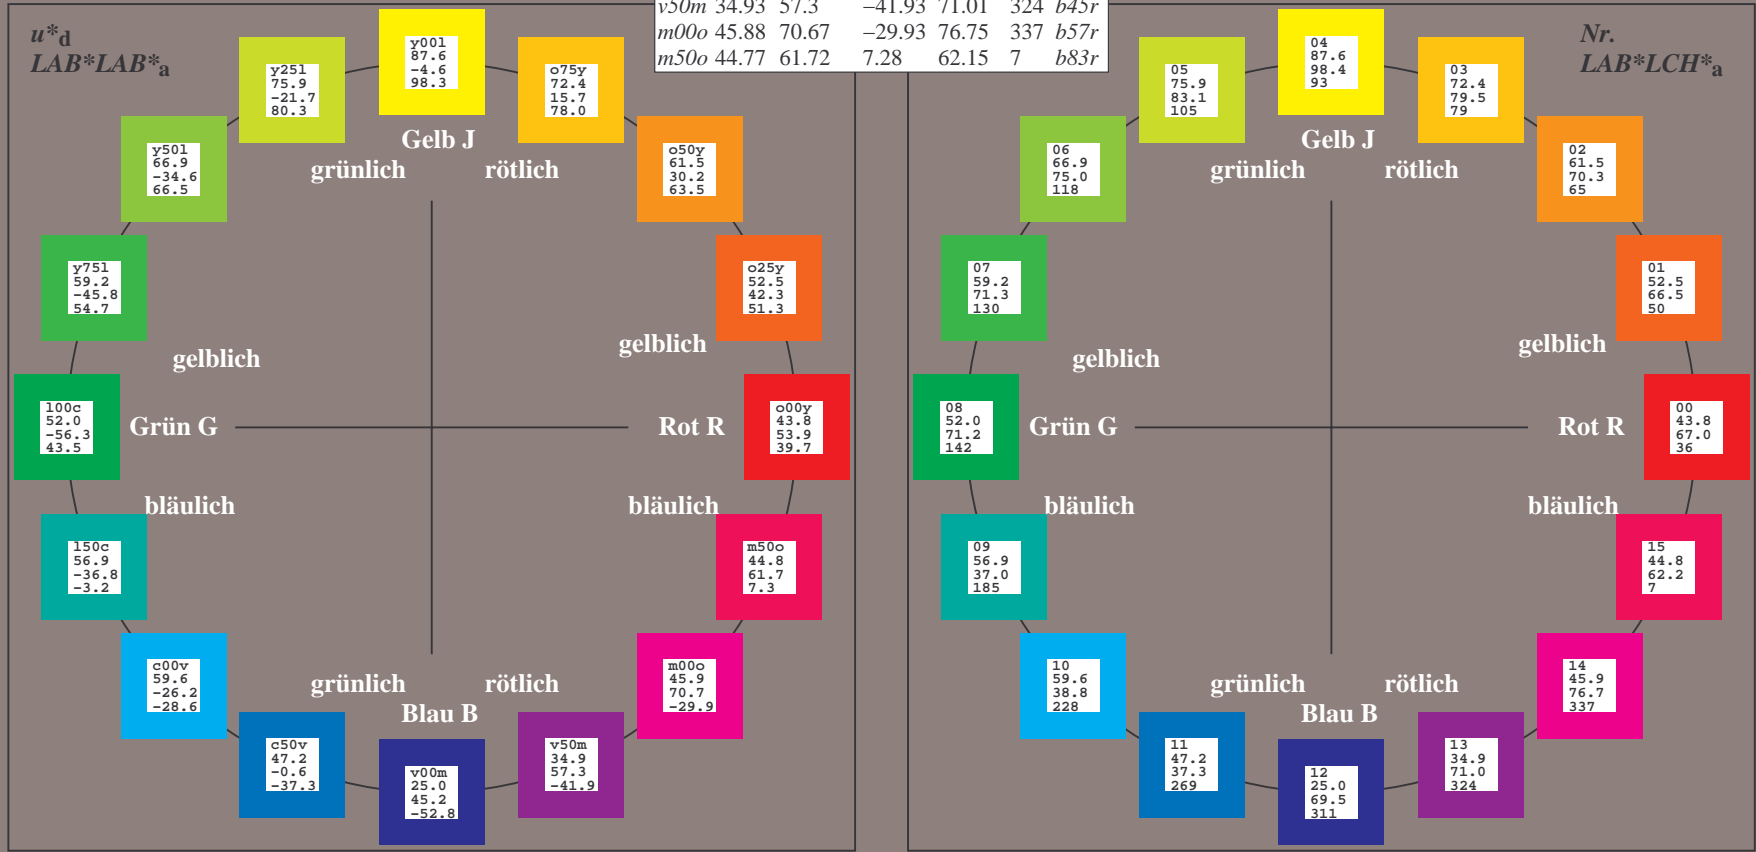 v50m 34.93 57.3 −41.93 71.01 324 b45r
m00o 45.88 70.67 −29.93 76.75 337 b57r
m50o 44.77 61.72 7.28 62.15 7 b83r
u*d
LAB*LAB*a
y00l
87.6
-4.6
98.3
y25l
75.9
-21.7
80.3
o75y
72.4
15.7
78.0
Gelb J
grünlich rötlich
y50l
66.9
-34.6
66.5
o50y
61.5
30.2
63.5
y75l
59.2
-45.8
54.7
o25y
52.5
42.3
51.3
gelblich
gelblich
l00c
52.0
-56.3
43.5
Grün G
Rot R
o00y
43.8
53.9
39.7
bläulich
bläulich
l50c
56.9
-36.8
-3.2
m50o
44.8
61.7
7.3
c00v
59.6
-26.2
-28.6
m00o
45.9
70.7
-29.9
grünlich rötlich
Blau B
c50v
47.2
-0.6
-37.3
v00m
25.0
45.2
-52.8
v50m
34.9
57.3
-41.9
Nr.
LAB*LCH*a
04
87.6
98.4
93
05
75.9
83.1
105
03
72.4
79.5
79
Gelb J
grünlich rötlich
06
66.9
75.0
118
02
61.5
70.3
65
07
59.2
71.3
130
01
52.5
66.5
50
gelblich
gelblich
08
52.0
71.2
142
Grün G
Rot R
00
43.8
67.0
36
bläulich
bläulich
09
56.9
37.0
185
15
44.8
62.2
7
10
59.6
38.8
228
14
45.9
76.7
337
grünlich rötlich
Blau B
11
47.2
37.3
269
12
25.0
69.5
311
13
34.9
71.0
324